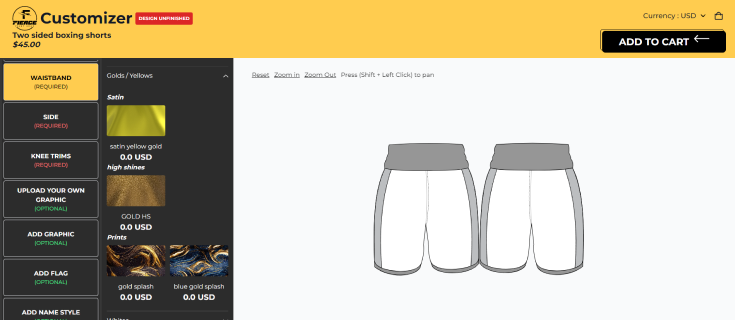 FIERCE
Customizer
DESIGN UNFINISHED
Two sided boxing shorts
$45.00
Currency : USD
ADD TO CART
WAISTBAND
(REQUIRED)
SIDE
(REQUIRED)
KNEE TRIMS
(REQUIRED)
UPLOAD YOUR OWN
GRAPHIC
(OPTIONAL)
ADD GRAPHIC
(OPTIONAL)
ADD FLAG
(OPTIONAL)
ADD NAME STYLE
Golds / Yellows
Satin
satin yellow gold
0.0 USD
high shines
GOLD HS
0.0 USD
Prints
gold splash
0.0 USD
blue gold splash
0.0 USD
Reset Zoom in Zoom Out Press (Shift + Left Click) to pan